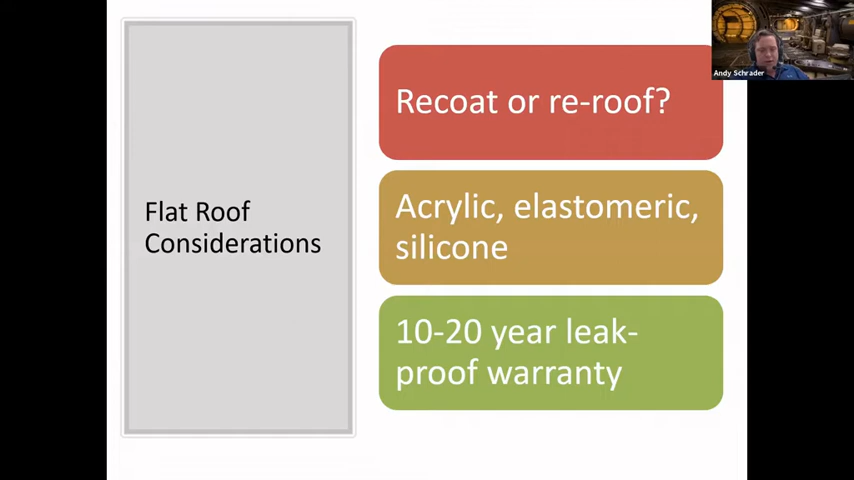 Flat Roof
Considerations
Recoat or re-roof?
Acrylic, elastomeric,
silicone
10-20 year leak-
proof warranty
Andy Schrader